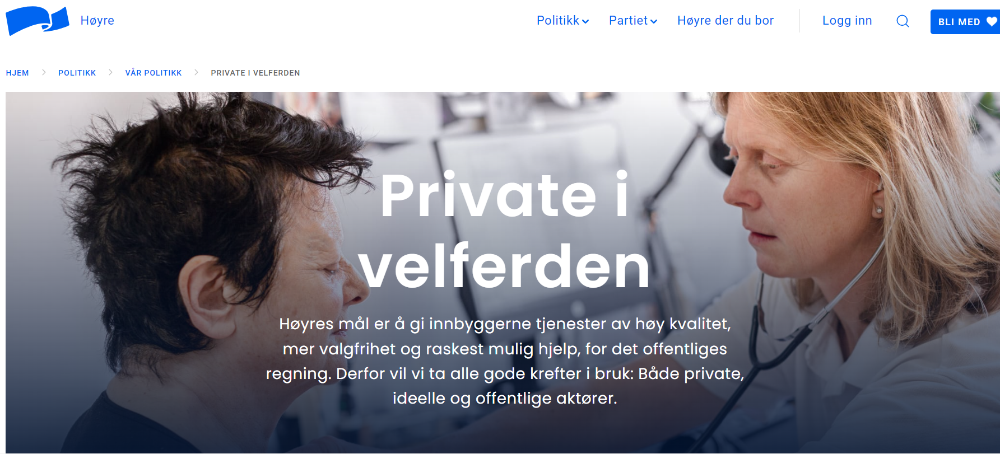 Høyre
Politikk
Partiet
Høyre der du bor
Logg inn
BLI MED
HJEM
POLITIKK
VÅR POLITIKK
PRIVATE I VELFERDEN
Private i
velferden
Høyres mål er å gi innbyggerne tjenester av høy kvalitet,
mer valgfrihet og raskest mulig hjelp, for det offentliges
regning. Derfor vil vi ta alle gode krefter i bruk: Både private,
ideelle og offentlige aktører.